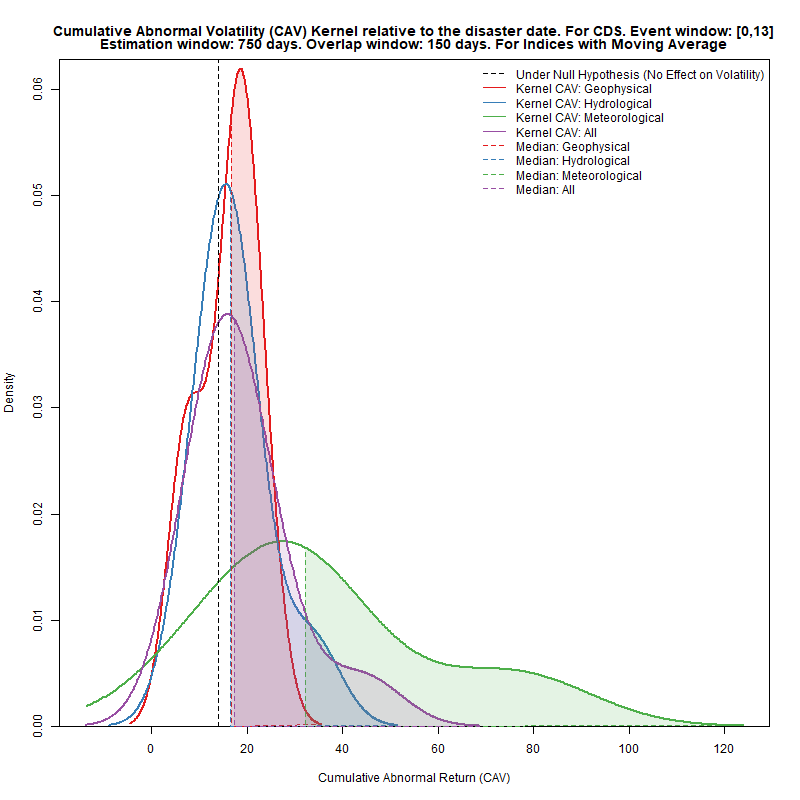 Cumulative Abnormal Volatility (CAV) Kernel relative to the disaster date. For CDS. Event window: [0,13]
Estimation window: 750 days. Overlap window: 150 days. For Indices with Moving Average
Under Null Hypothesis (No Effect on Volatility)
Kernel CAV: Geophysical
Kernel CAV: Hydrological
Kernel CAV: Meteorological
Kernel CAV: All
Median: Geophysical
Median: Hydrological
Median: Meteorological
Median: All
0.06
0.05
0.04
0.03
0.02
0.01
0.00
Density
0 20 40 60 80 100 120
Cumulative Abnormal Return (CAV)